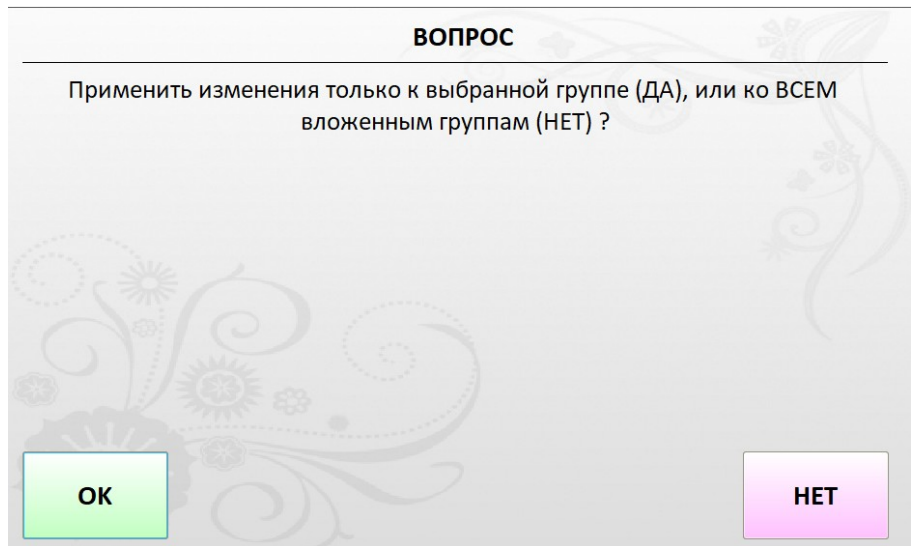 ВОПРОС
Применить изменения только к выбранной группе (ДА), или ко ВСЕМ
вложенным группам (НЕТ) ?
ОК
НЕТ